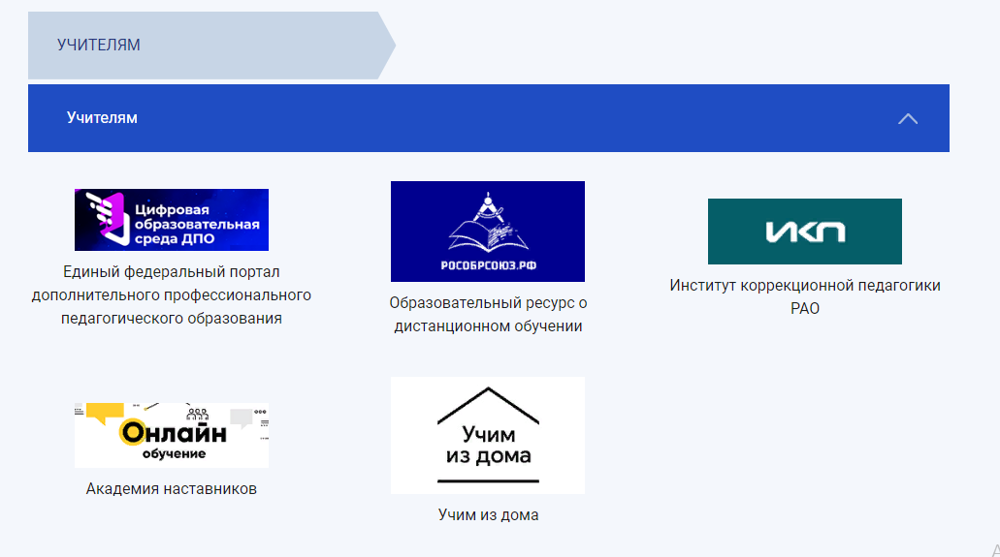 УЧИТЕЛЯМ
Учителям
Цифровая
образовательная
среда ДПО
Единый федеральный портал
дополнительного профессионального
педагогического образования
РОСОБРСОЮЗ.РФ
Образовательный ресурс о
дистанционном обучении
ИКП
Институт коррекционной педагогики
РАО
Онлайн
обучение
Академия наставников
Учим
из дома
Учим из дома